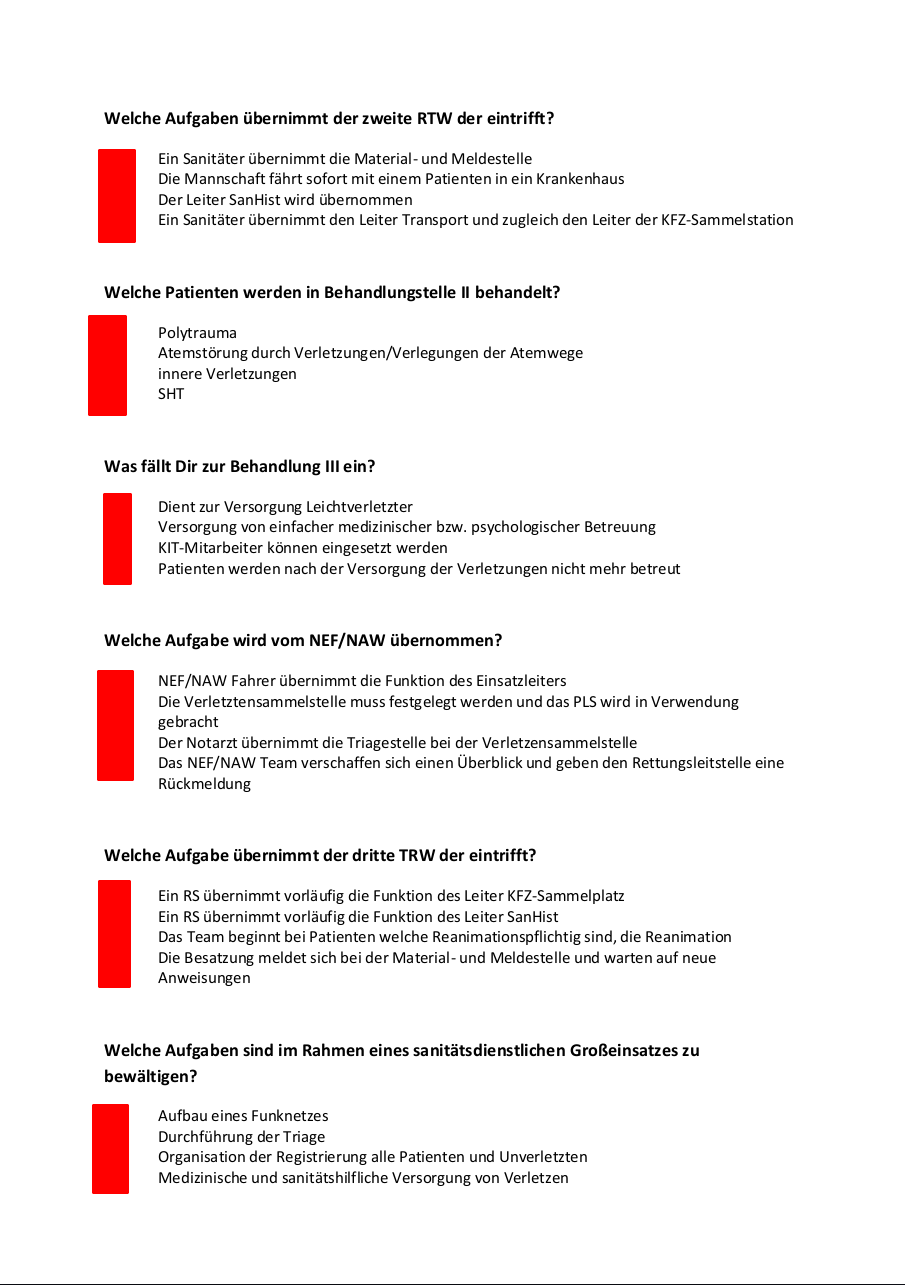 Welche Aufgaben übernimmt der zweite RTW der eintrifft?
Ein Sanitäter übernimmt die Material- und Meldestelle
Die Mannschaft fährt sofort mit einem Patienten in ein Krankenhaus
Der Leiter SanHist wird übernommen
Ein Sanitäter übernimmt den Leiter Transport und zugleich den Leiter der KFZ-Sammelstation
Welche Patienten werden in Behandlungstelle II behandelt?
Polytrauma
Atemstörung durch Verletzungen/Verlegungen der Atemwege
innere Verletzungen
SHT
Was fällt Dir zur Behandlung III ein?
Dient zur Versorgung Leichtverletzter
Versorgung von einfacher medizinischer bzw. psychologischer Betreuung
KIT-Mitarbeiter können eingesetzt werden
Patienten werden nach der Versorgung der Verletzungen nicht mehr betreut
Welche Aufgabe wird vom NEF/NAW übernommen?
NEF/NAW Fahrer übernimmt die Funktion des Einsatzleiters
Die Verletztensammelstelle muss festgelegt werden und das PLS wird in Verwendung
gebracht
Der Notarzt übernimmt die Triagestelle bei der Verletzensammelstelle
Das NEF/NAW Team verschaffen sich einen Überblick und geben den Rettungsleitstelle eine
Rückmeldung
Welche Aufgabe übernimmt der dritte TRW der eintrifft?
Ein RS übernimmt vorläufig die Funktion des Leiter KFZ-Sammelplatz
Ein RS übernimmt vorläufig die Funktion des Leiter SanHist
Das Team beginnt bei Patienten welche Reanimationspflichtig sind, die Reanimation
Die Besatzung meldet sich bei der Material- und Meldestelle und warten auf neue
Anweisungen
Welche Aufgaben sind im Rahmen eines sanitätsdienstlichen Großeinsatzes zu
bewältigen?
Aufbau eines Funknetzes
Durchführung der Triage
Organisation der Registrierung alle Patienten und Unverletzten
Medizinische und sanitätshilfliche Versorgung von Verletzen